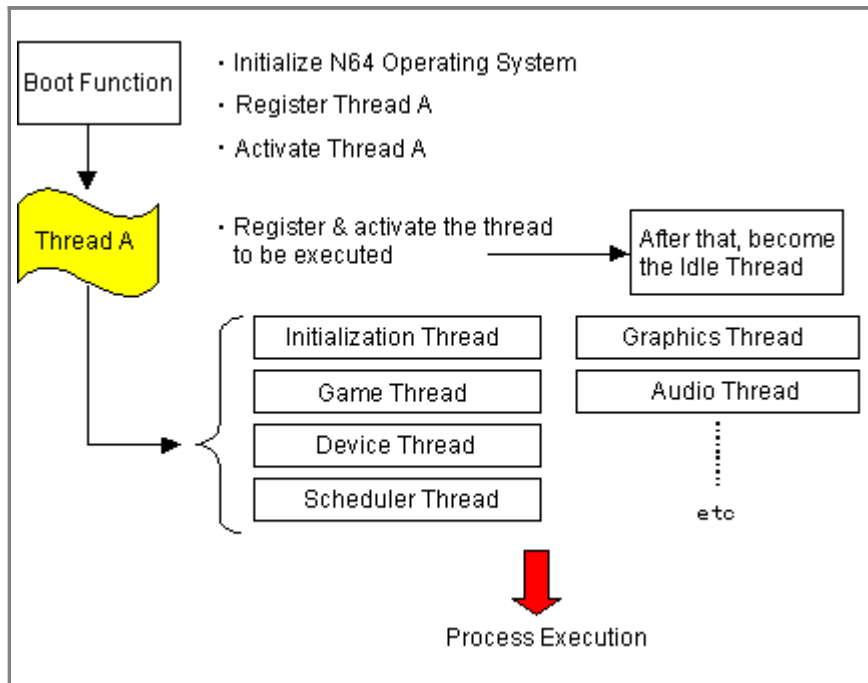 Boot Function
・Initialize N64 Operating System
・Register Thread A
・Activate Thread A
Thread A
・Register & activate the thread
to be executed
After that, become
the Idle Thread
Initialization Thread
Graphics Thread
Game Thread
Audio Thread
Device Thread
Scheduler Thread
etc
Process Execution